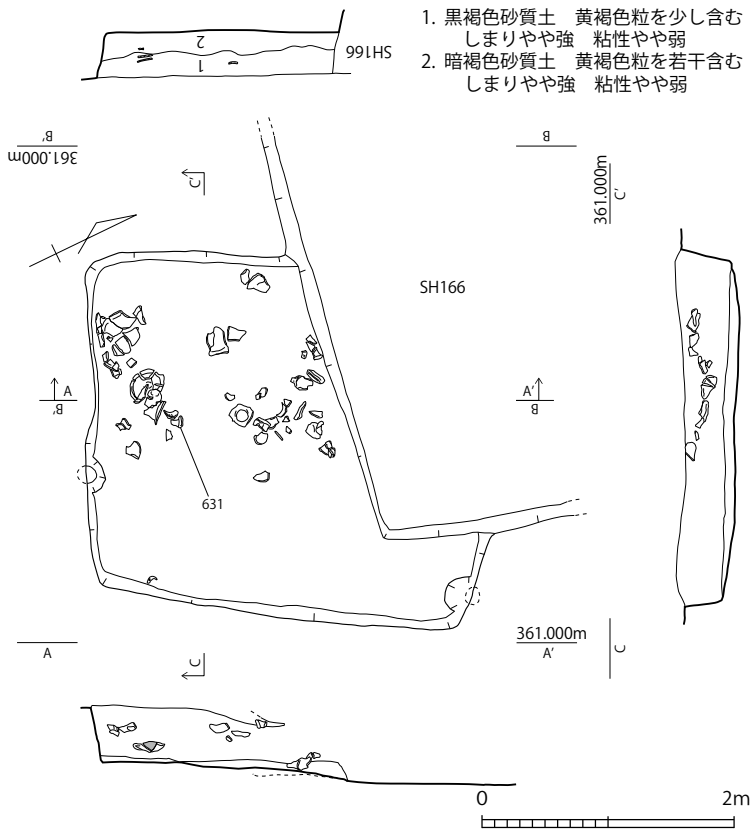 1. 黒褐色砂質土　黄褐色粒を少し含む
しまりやや強　粘性やや弱
2. 暗褐色砂質土　黄褐色粒を若干含む
しまりやや強　粘性やや弱
2
1
SH166
B'
361.000m
B
C'
361.000m
C'
SH166
A
B'
A'
B
631
A
C
361.000m
A'
C
0
2m